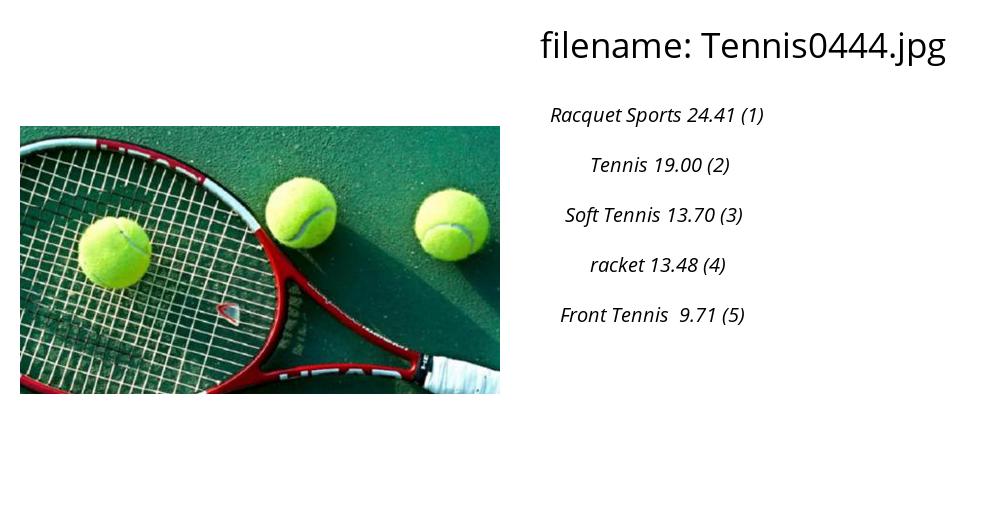 filename: Tennis0444.jpg
Racquet Sports 24.41 (1)
Tennis 19.00 (2)
Soft Tennis 13.70 (3)
racket 13.48 (4)
Front Tennis 9.71 (5)
HEAD